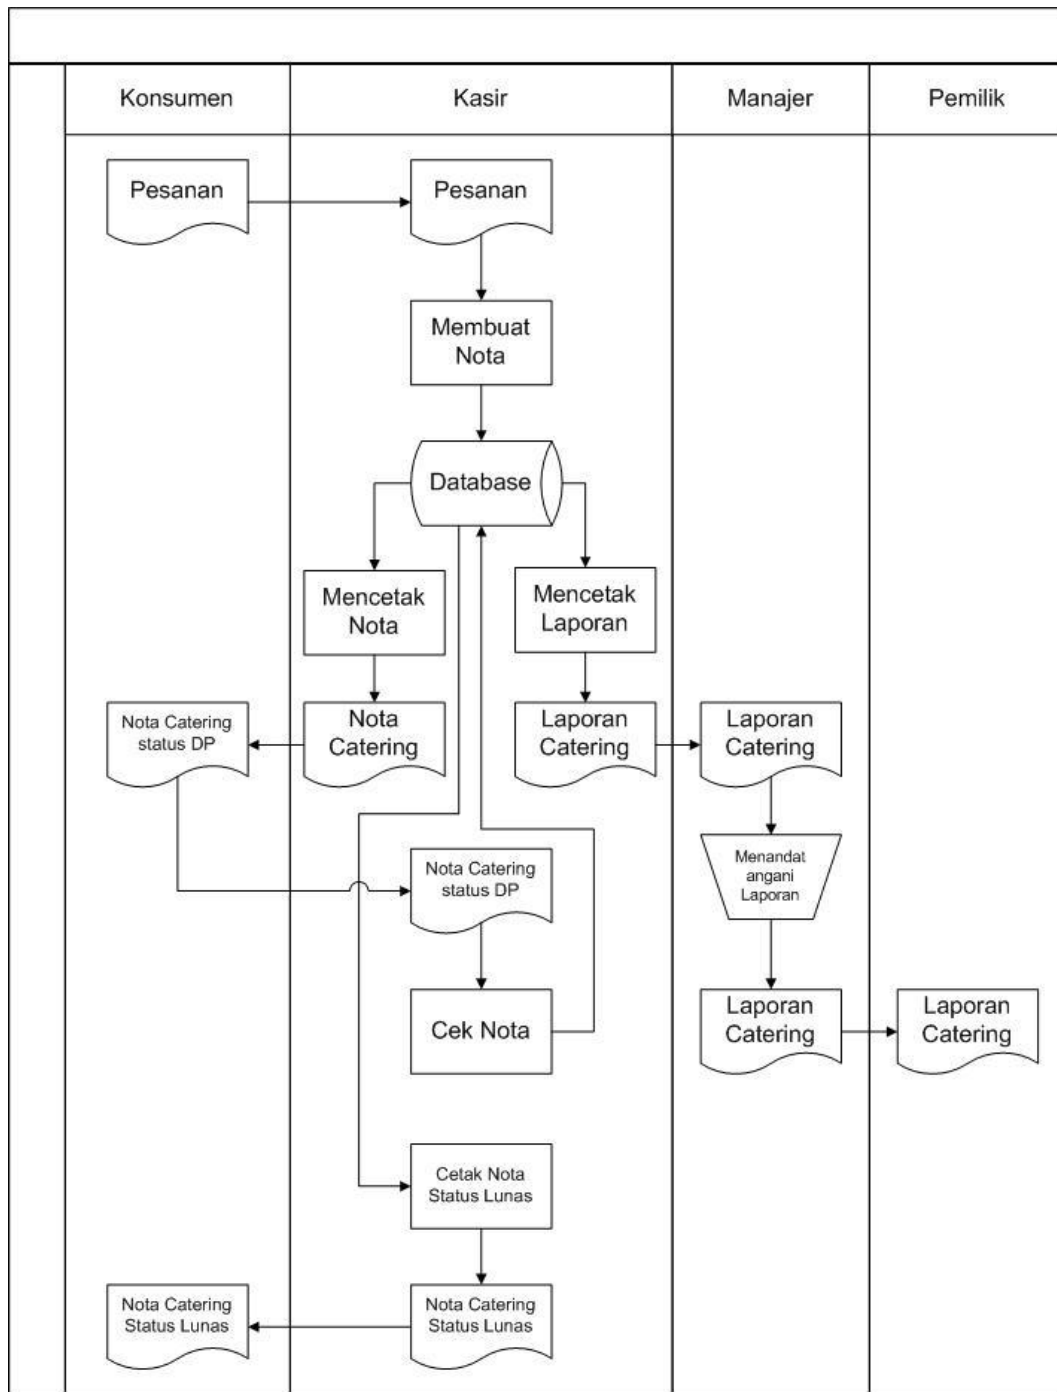 Konsumen
Kasir
Manajer
Pemilik
Pesanan
Pesanan
Membuat
Nota
Database
Mencetak
Nota
Mencetak
Laporan
Nota Catering
status DP
Nota
Catering
Laporan
Catering
Laporan
Catering
Nota Catering
status DP
Menandat
angani
Laporan
Cek Nota
Laporan
Catering
Laporan
Catering
Cetak Nota
Status Lunas
Nota Catering
Status Lunas
Nota Catering
Status Lunas